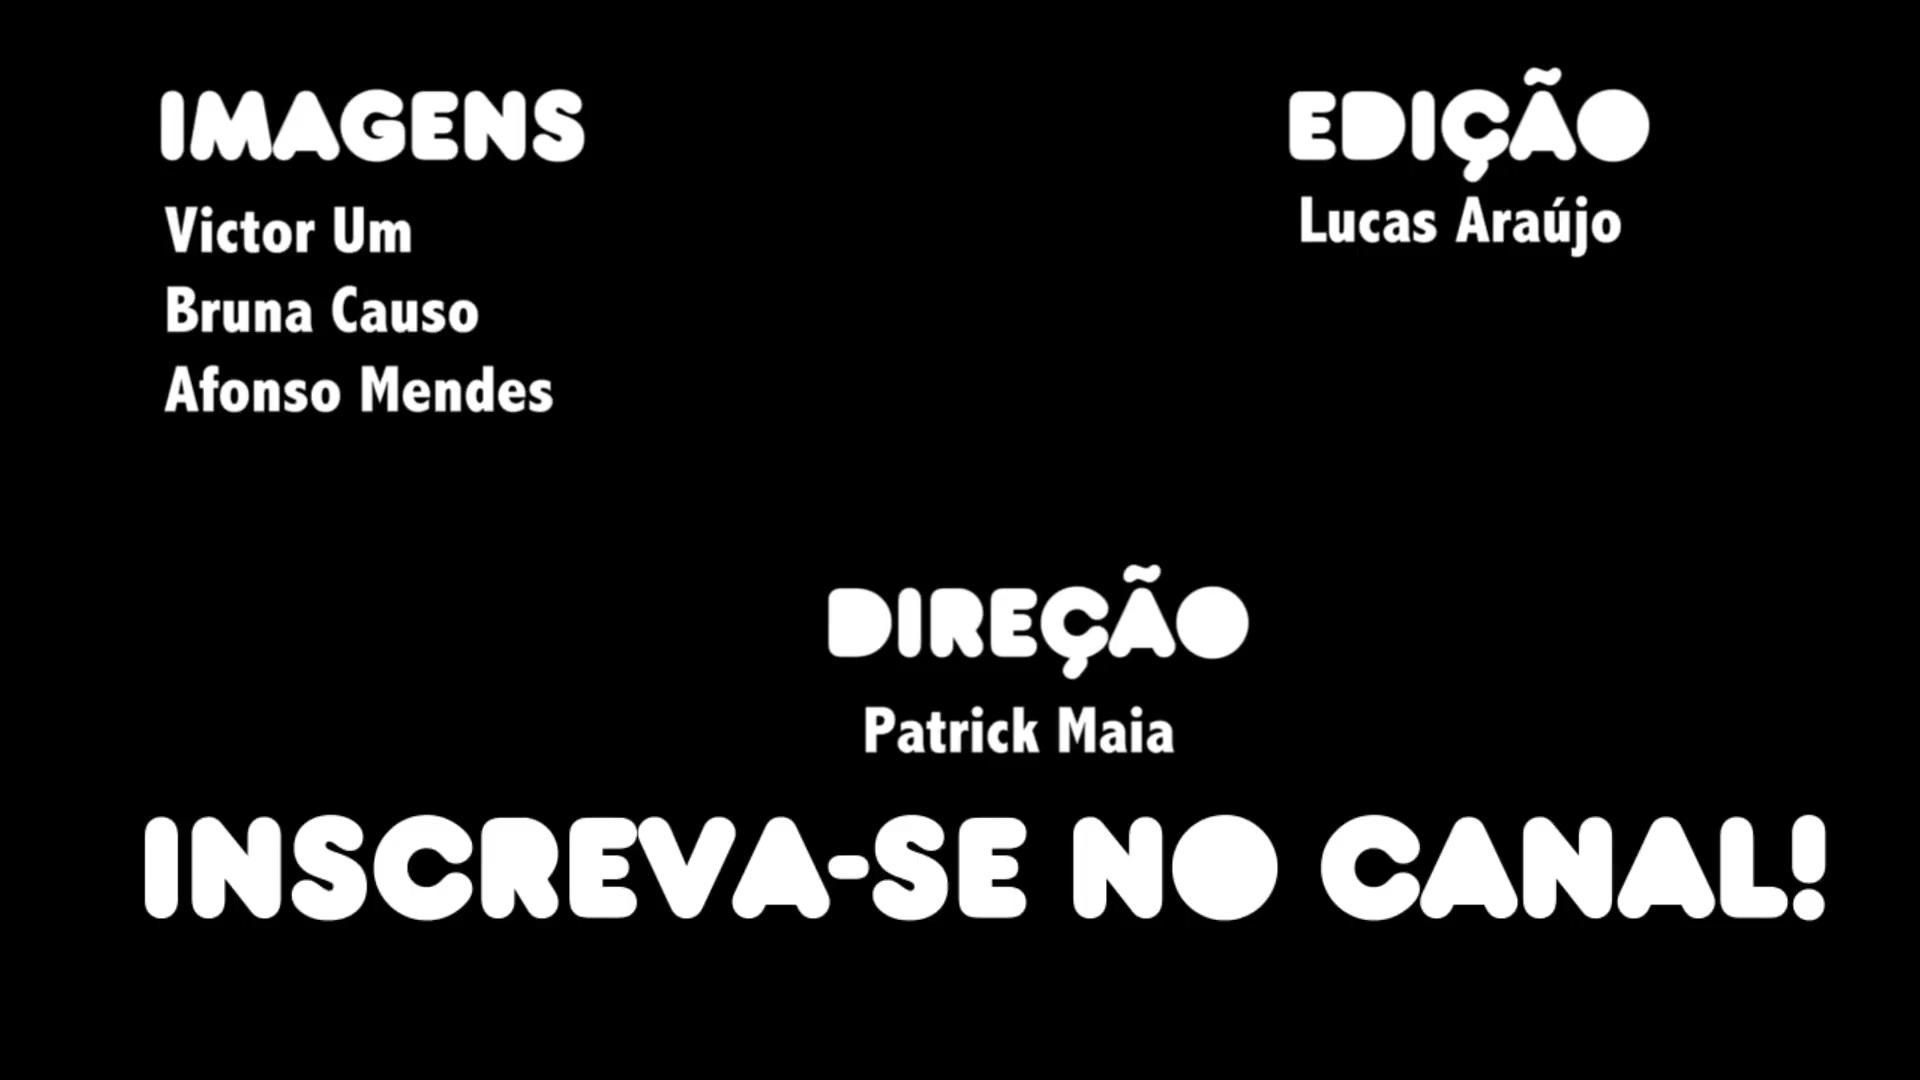 IMAGENS
Victor Um
Bruna Causo
Afonso Mendes
EDIÇÃO
Lucas Araújo
DIREÇÃO
Patrick Maia
INSCREVA-SE NO CANAL!